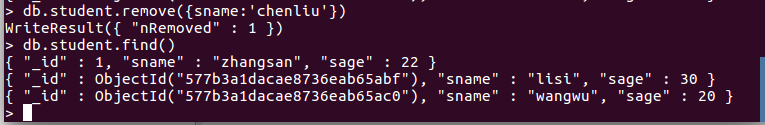 > db.student.remove({sname:'chenliu'})
WriteResult({ "nRemoved" : 1 })
> db.student.find()
{ "_id" : 1, "sname" : "zhangsan", "sage" : 22 }
{ "_id" : ObjectId("577b3a1dacae8736eab65abf"), "sname" : "lisi", "sage" : 30 }
{ "_id" : ObjectId("577b3a1dacae8736eab65ac0"), "sname" : "wangwu", "sage" : 20 }
>